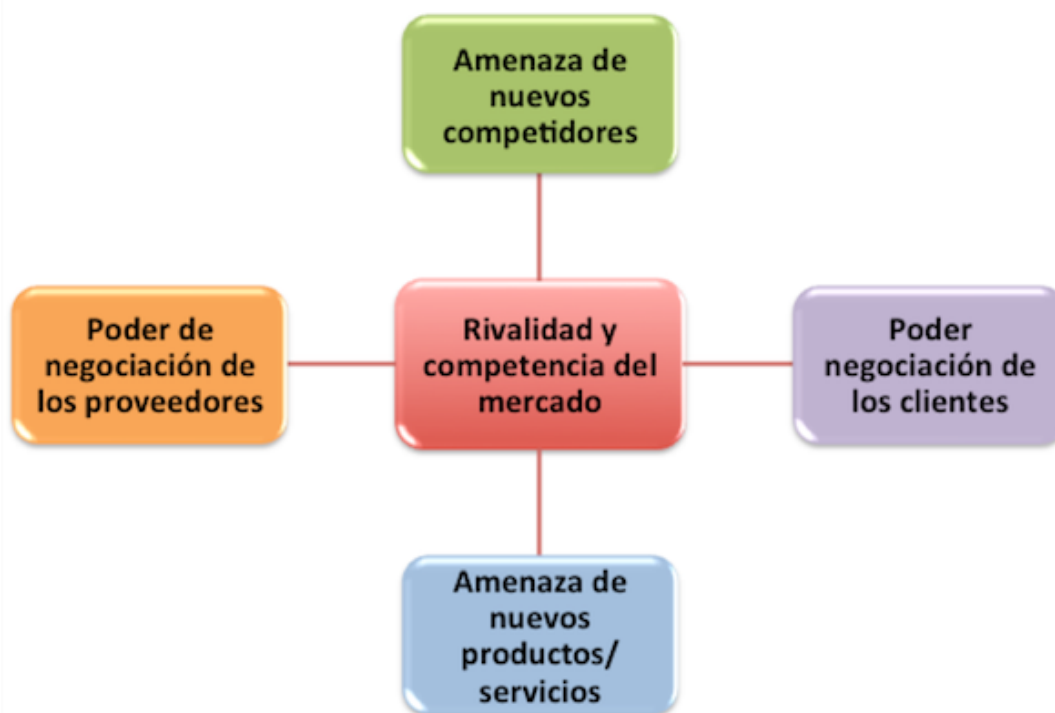 Amenaza de
nuevos
competidores
Poder de
negociación de
los proveedores
Rivalidad y
competencia del
mercado
Poder
negociación de
los clientes
Amenaza de
nuevos
productos/
servicios